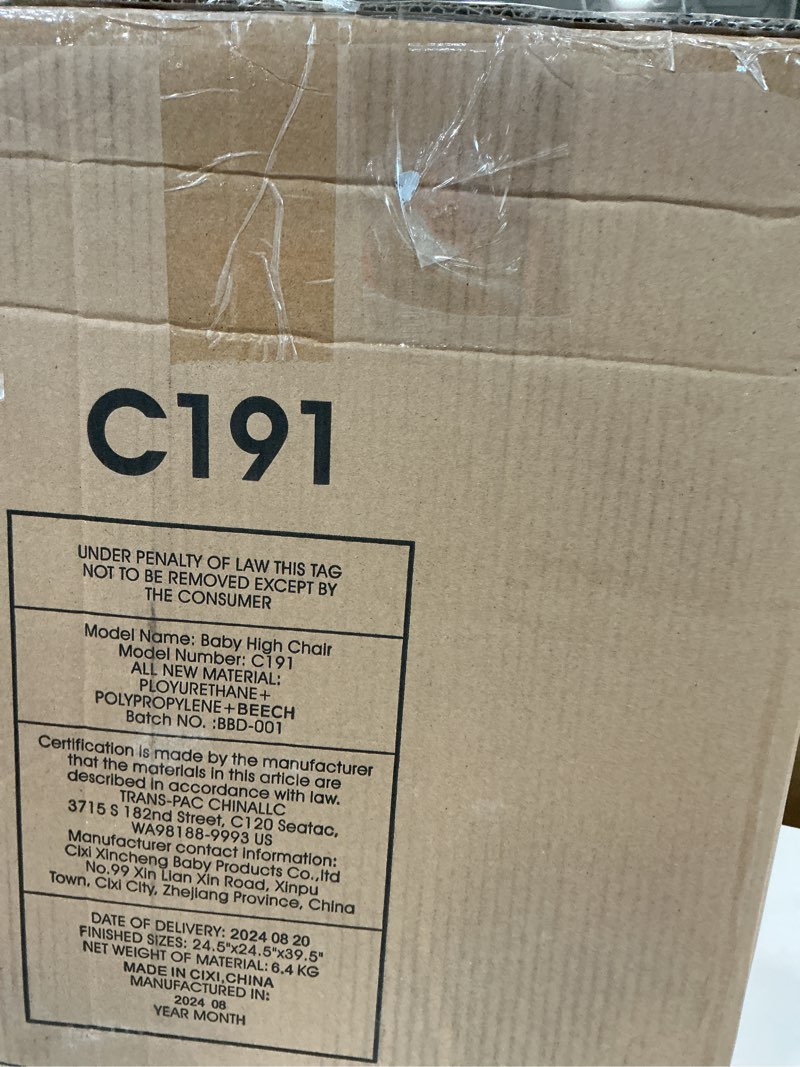 C191
UNDER PENALTY OF LAW THIS TAG
NOT TO BE REMOVED EXCEPT BY
THE CONSUMER
Model Name: Baby High Chair
Model Number: C191
ALL NEW MATERIAL:
PLOYURETHANE+
POLYPROPYLENE+BEECH
Batch NO. :BBD-001
Certification is made by the manufacturer
that the materials in this article are
described in accordance with law.
TRANS-PAC CHINALLC
3715 S 182nd Street, C120 Seatac,
WA98188-9993 US
Manufacturer contact information:
Cixi Xincheng Baby Products Co.,ltd
No.99 Xin Lian Xin Road, Xinpu
Town, Cixi City, Zhejiang Province, China
DATE OF DELIVERY: 2024 08 20
FINISHED SIZES: 24.5"x24.5"x39.5"
NET WEIGHT OF MATERIAL: 6.4 KG
MADE IN CIXI,CHINA
MANUFACTURED IN:
2024 08
YEAR MONTH